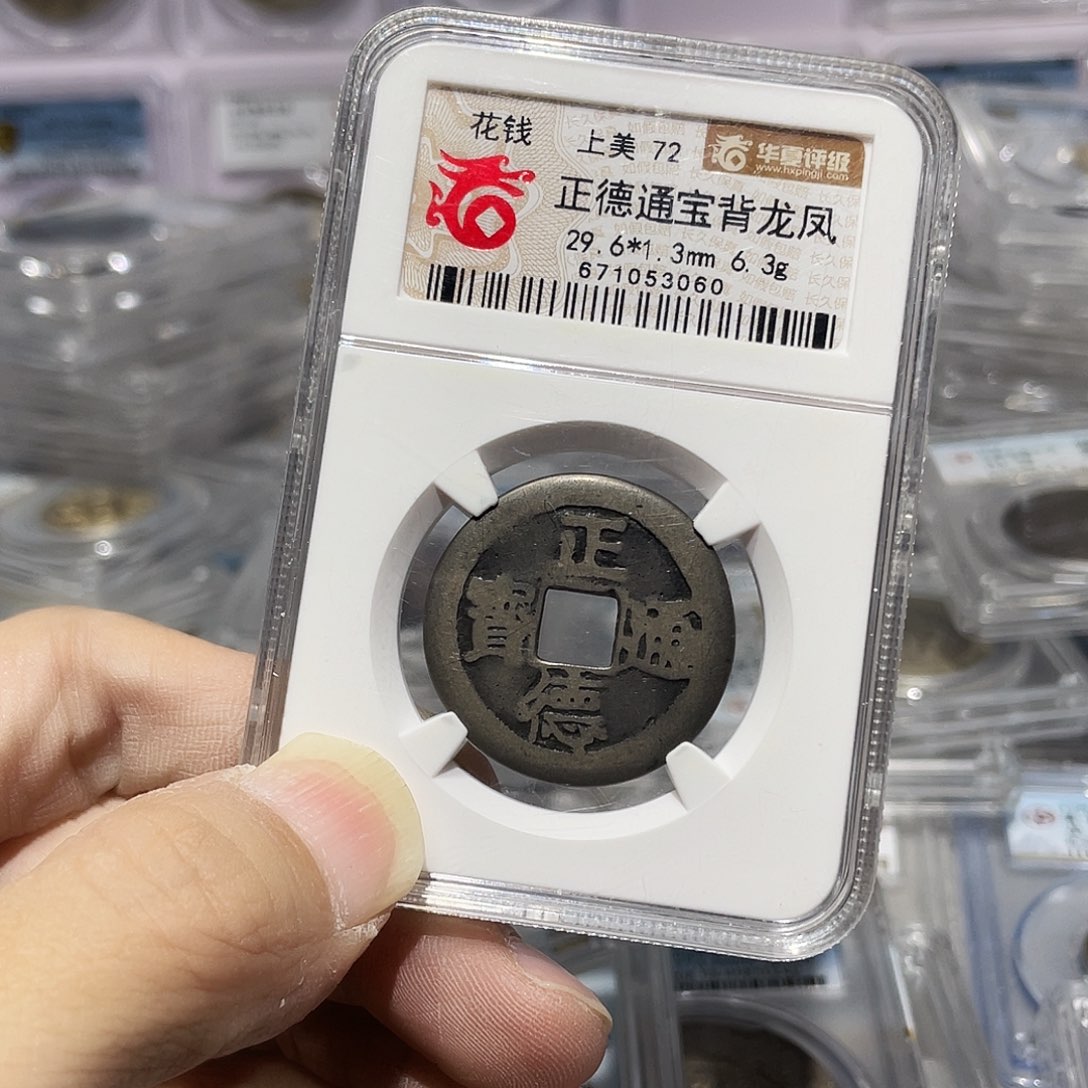 花钱
上美 72
华夏评级
www.hxpingji.com
正德通宝背龙凤
29.6*1.3mm 6.3g
671053060
正
寶 通
德